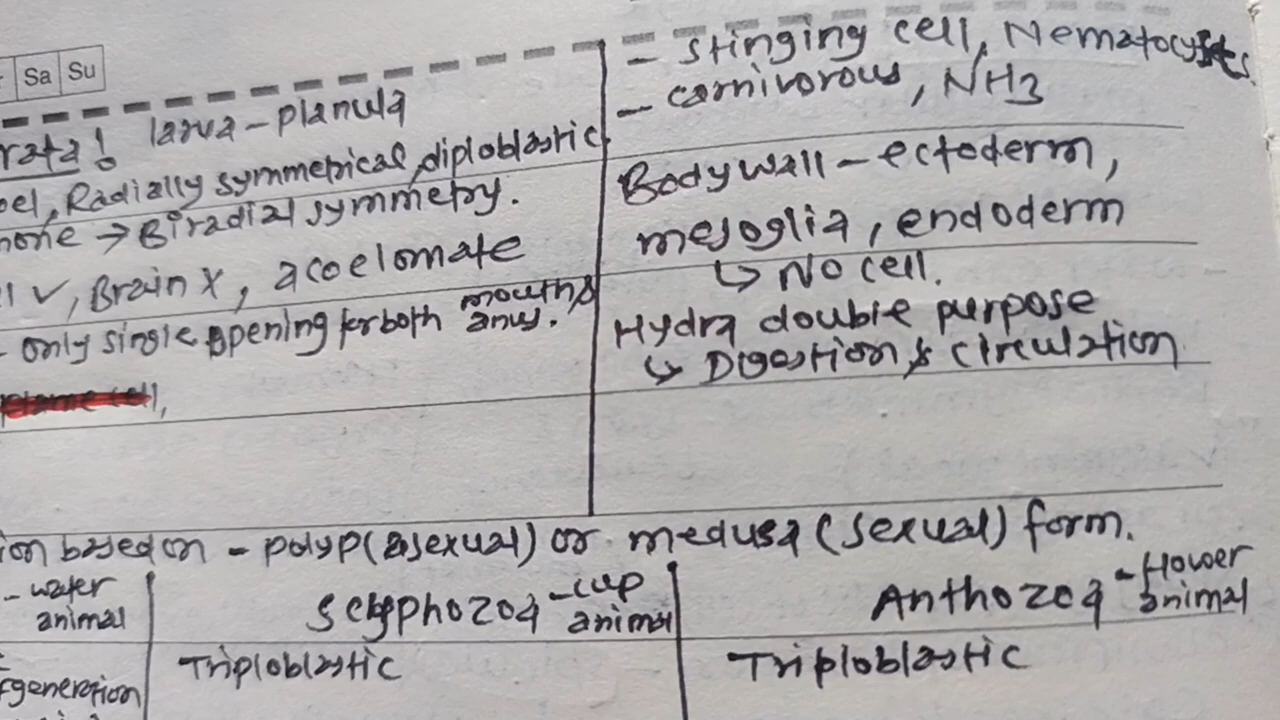 Sa Su
rata! larva - planula
oel, Radially symmetrical, diploblastic.
none → Biradial symmetry.
ll ✓, Brain X, acoelomate
- only single opening for both mouth & anus.
- stinging cell, Nematocysts.
- carnivorous, NH3
Body wall - ectoderm,
mesoglia, endoderm
↳ No cell.
Hydra double purpose
↳ Digestion & circulation
ion based on - polyp (asexual) or medusa (sexual) form.
- water animal
Scyphozoa - cup animal
Anthozoa - flower animal
Triploblastic
Triploblastic